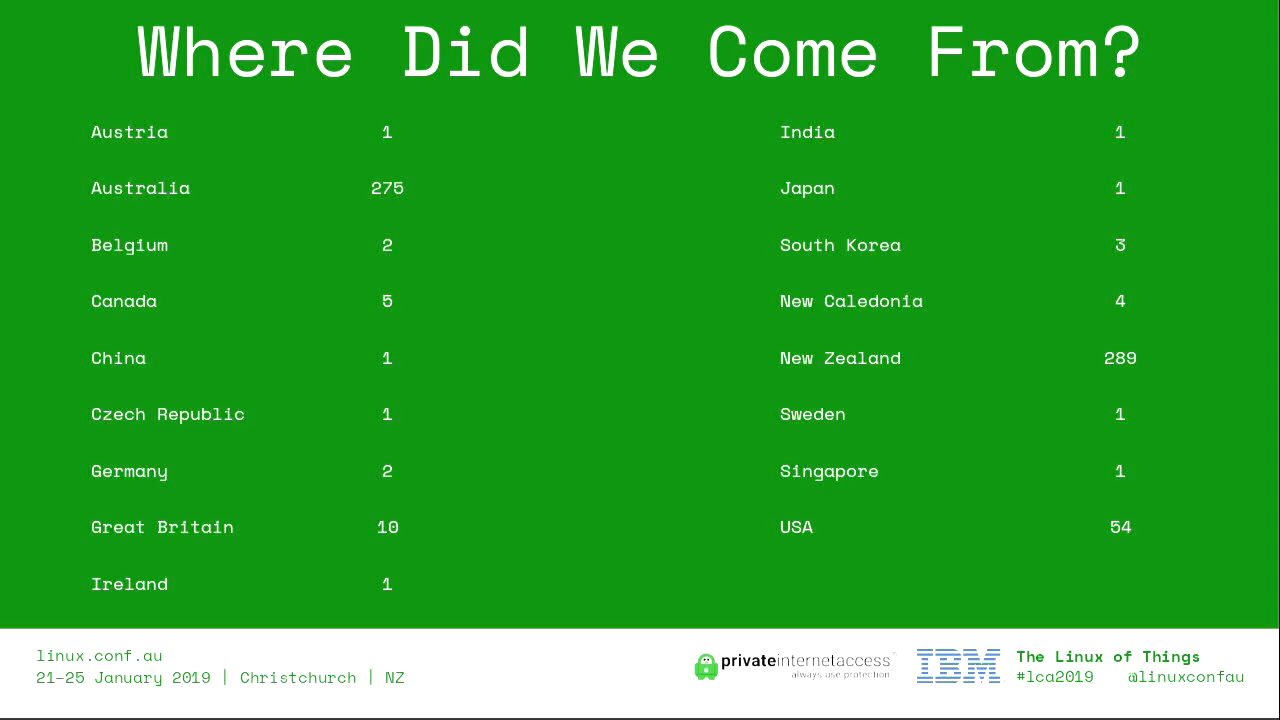 Where Did We Come From?
Austria 1
Australia 275
Belgium 2
Canada 5
China 1
Czech Republic 1
Germany 2
Great Britain 10
Ireland 1
India 1
Japan 1
South Korea 3
New Caledonia 4
New Zealand 289
Sweden 1
Singapore 1
USA 54
linux.conf.au
21-25 January 2019 | Christchurch | NZ
privateinternetaccess
always use protection
IBM
The Linux of Things
#lca2019 @linuxconfau